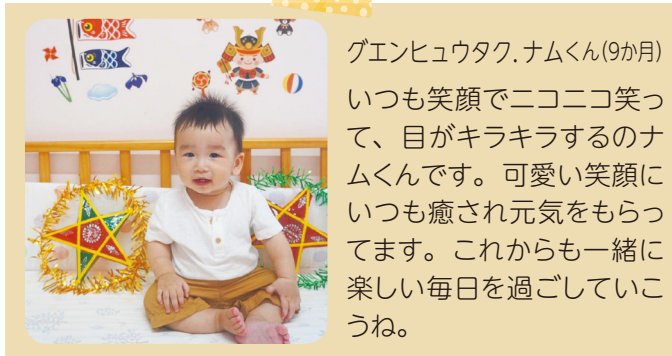 グエンヒュウタク.ナムくん(9か月)
いつも笑顔でニコニコ笑っ
て、目がキラキラするのナ
ムくんです。可愛い笑顔に
いつも癒され元気をもらっ
てます。これからも一緒に
楽しい毎日を過ごしていこ
うね。